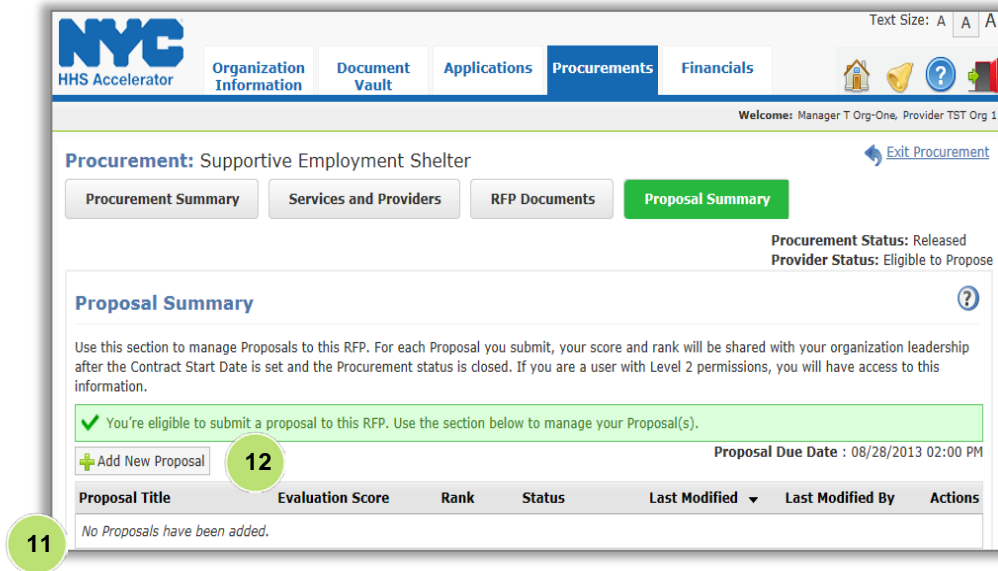 Text Size: A A A
NYC
HHS Accelerator
Organization Information
Document Vault
Applications
Procurements
Financials
Welcome: Manager T Org-One, Provider TST Org 1
Procurement: Supportive Employment Shelter
Exit Procurement
Procurement Summary
Services and Providers
RFP Documents
Proposal Summary
Procurement Status: Released
Provider Status: Eligible to Propose
Proposal Summary
?
Use this section to manage Proposals to this RFP. For each Proposal you submit, your score and rank will be shared with your organization leadership
after the Contract Start Date is set and the Procurement status is closed. If you are a user with Level 2 permissions, you will have access to this
information.
You're eligible to submit a proposal to this RFP. Use the section below to manage your Proposal(s).
Add New Proposal
12
Proposal Due Date : 08/28/2013 02:00 PM
Proposal Title Evaluation Score Rank Status Last Modified Last Modified By Actions
No Proposals have been added.
11